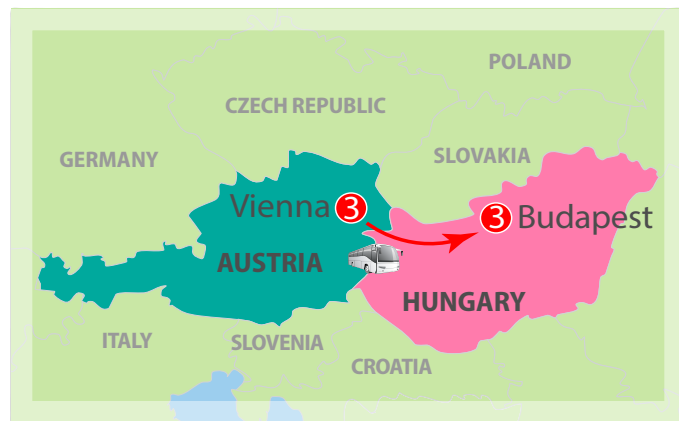 POLAND
CZECH REPUBLIC
GERMANY
SLOVAKIA
Vienna 3
3 Budapest
AUSTRIA
HUNGARY
ITALY
SLOVENIA
CROATIA